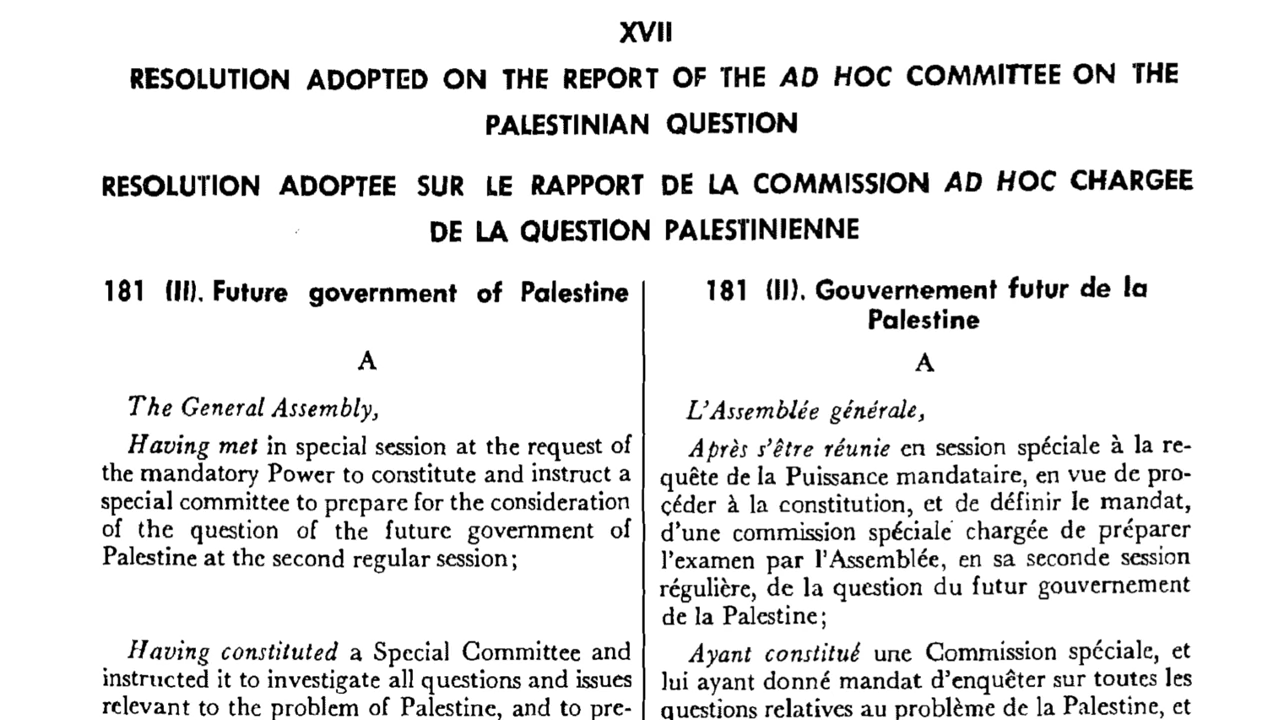 XVII
RESOLUTION ADOPTED ON THE REPORT OF THE AD HOC COMMITTEE ON THE
PALESTINIAN QUESTION
RESOLUTION ADOPTEE SUR LE RAPPORT DE LA COMMISSION AD HOC CHARGEE
DE LA QUESTION PALESTINIENNE
181 (II). Future government of Palestine
A
The General Assembly,
Having met in special session at the request of
the mandatory Power to constitute and instruct a
special committee to prepare for the consideration
of the question of the future government of
Palestine at the second regular session;
Having constituted a Special Committee and
instructed it to investigate all questions and issues
relevant to the problem of Palestine, and to pre-
181 (II). Gouvernement futur de la
Palestine
A
L'Assemblée générale,
Après s'être réunie en session spéciale à la re-
quête de la Puissance mandataire, en vue de pro-
céder à la constitution, et de définir le mandat,
d'une commission spéciale chargée de préparer
l'examen par l'Assemblée, en sa seconde session
régulière, de la question du futur gouvernement
de la Palestine;
Ayant constitué une Commission spéciale, et
lui ayant donné mandat d'enquêter sur toutes les
questions relatives au problème de la Palestine, et